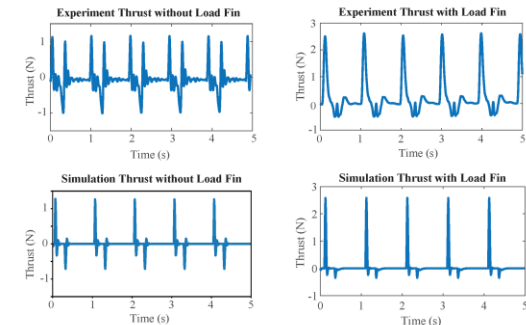 Experiment Thrust without Load Fin
Thrust (N)
1
0
-1
0 1 2 3 4 5
Time (s)
Experiment Thrust with Load Fin
Thrust (N)
3
2
1
0
-1
0 1 2 3 4 5
Time (s)
Simulation Thrust without Load Fin
Thrust (N)
1
0
-1
0 1 2 3 4 5
Time (s)
Simulation Thrust with Load Fin
Thrust (N)
3
2
1
0
-1
0 1 2 3 4 5
Time (s)